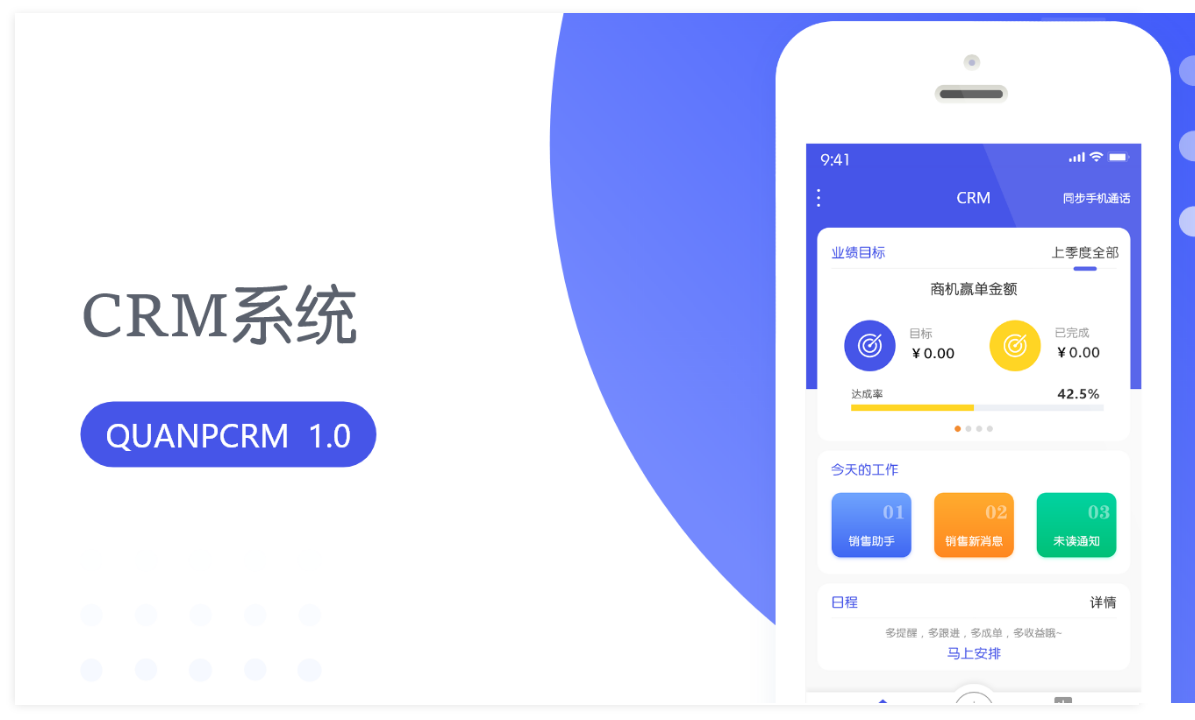 CRM系统
QUANPCRM 1.0
9:41
CRM 同步手机通话
业绩目标 上季度全部
商机赢单金额
目标 已完成
¥0.00 ¥0.00
达成率 42.5%
今天的工作
01 02 03
销售助手 销售新消息 未读通知
日程 详情
多提醒，多跟进，多成单，多收益哦~
马上安排